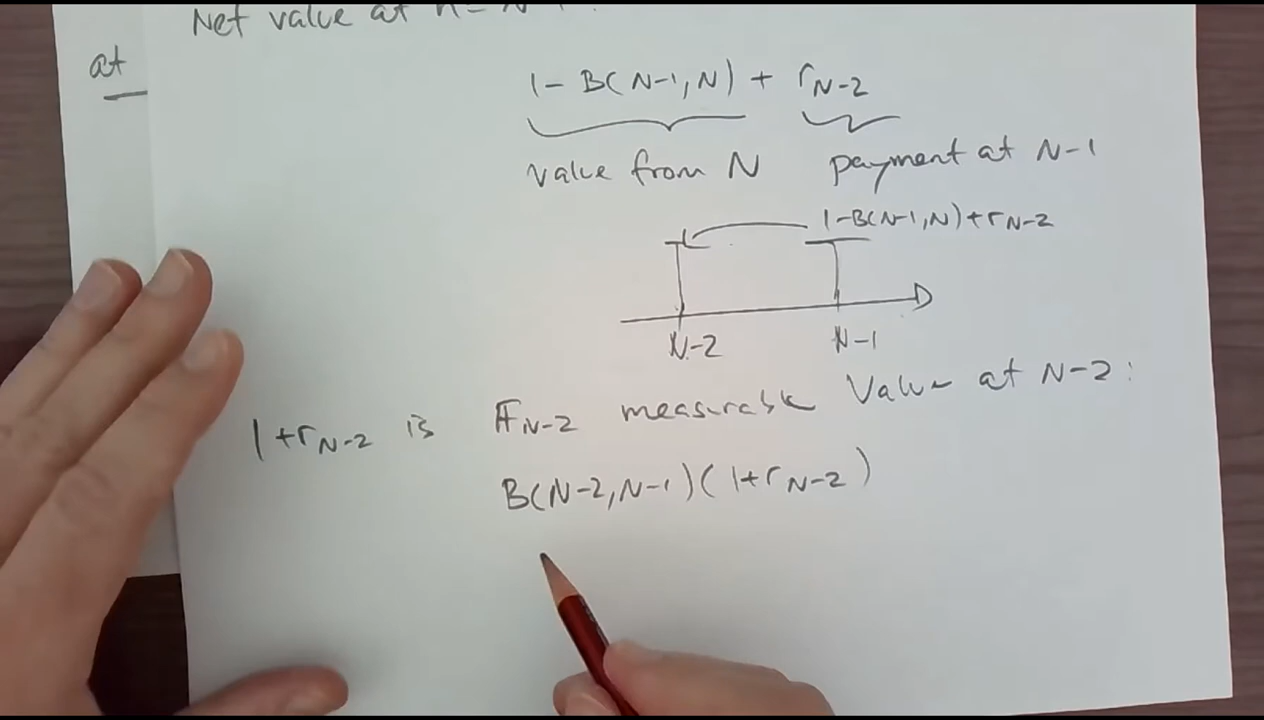 Net value at n = N-1:
at
1 - B(N-1,N) + r_{N-2}
value from N payment at N-1
1-B(N-1,N)+r_{N-2}
N-2 N-1
1+r_{N-2} is F_{N-2} measurable Value at N-2:
B(N-2,N-1)(1+r_{N-2})